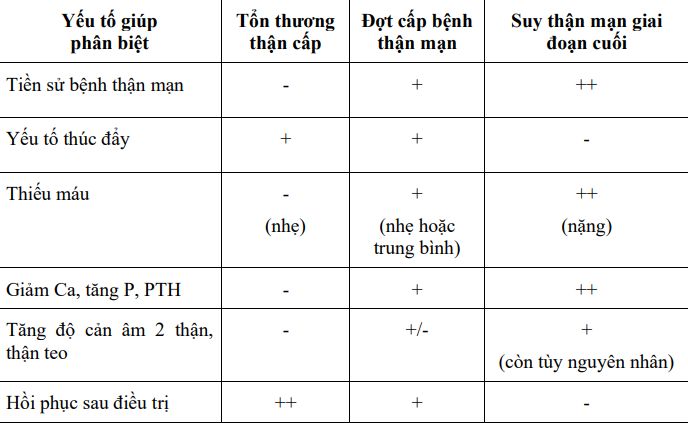 Yếu tố giúp phân biệt | Tổn thương thận cấp | Đợt cấp bệnh thận mạn | Suy thận mạn giai đoạn cuối
Tiền sử bệnh thận mạn | - | + | ++
Yếu tố thúc đẩy | + | + | -
Thiếu máu | - (nhẹ) | + (nhẹ hoặc trung bình) | ++ (nặng)
Giảm Ca, tăng P, PTH | - | + | ++
Tăng độ cản âm 2 thận, thận teo | - | +/- | + (còn tùy nguyên nhân)
Hồi phục sau điều trị | ++ | + | -